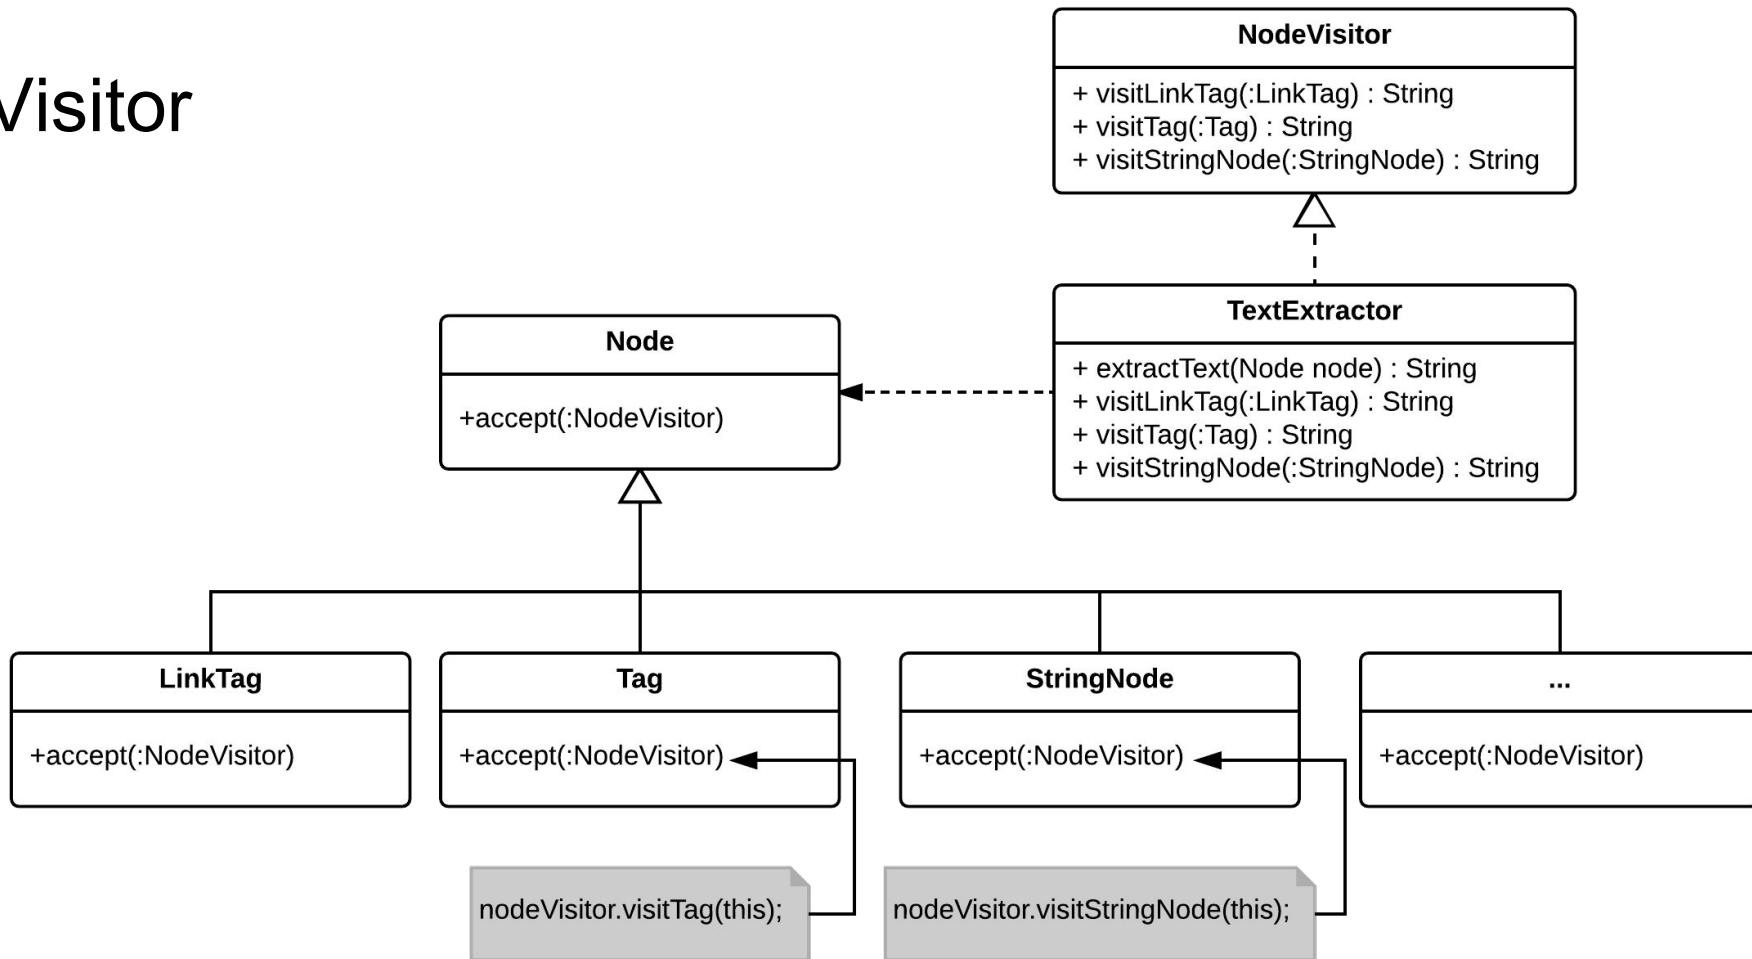 Visitor
NodeVisitor
+ visitLinkTag(:LinkTag) : String
+ visitTag(:Tag) : String
+ visitStringNode(:StringNode) : String
TextExtractor
+ extractText(Node node) : String
+ visitLinkTag(:LinkTag) : String
+ visitTag(:Tag) : String
+ visitStringNode(:StringNode) : String
Node
+accept(:NodeVisitor)
LinkTag
+accept(:NodeVisitor)
Tag
+accept(:NodeVisitor)
StringNode
+accept(:NodeVisitor)
...
+accept(:NodeVisitor)
nodeVisitor.visitTag(this);
nodeVisitor.visitStringNode(this);